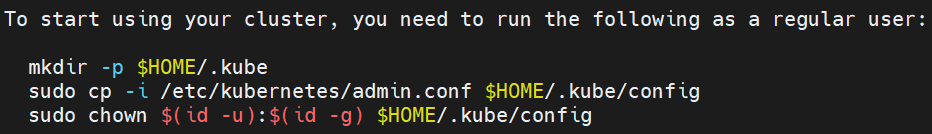 To start using your cluster, you need to run the following as a regular user:
mkdir -p $HOME/.kube
sudo cp -i /etc/kubernetes/admin.conf $HOME/.kube/config
sudo chown $(id -u):$(id -g) $HOME/.kube/config